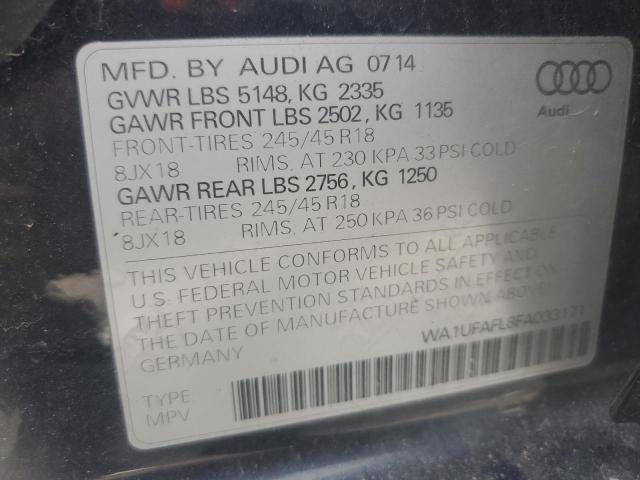 MFD. BY AUDI AG 07 14
GVWR LBS 5148, KG 2335
GAWR FRONT LBS 2502, KG 1135
FRONT-TIRES 245/45 R18
8JX18 RIMS, AT 230 KPA 33 PSI COLD
GAWR REAR LBS 2756, KG 1250
REAR-TIRES 245/45 R18
8JX18 RIMS, AT 250 KPA 36 PSI COLD
Audi
THIS VEHICLE CONFORMS TO ALL APPLICABLE
U.S. FEDERAL MOTOR VEHICLE SAFETY AND
THEFT PREVENTION STANDARDS IN EFFECT ON
THE DATE OF MANUFACTURE SHOWN ABOVE.
GERMANY
WA1UFAFL8FA033171
TYPE
MPV